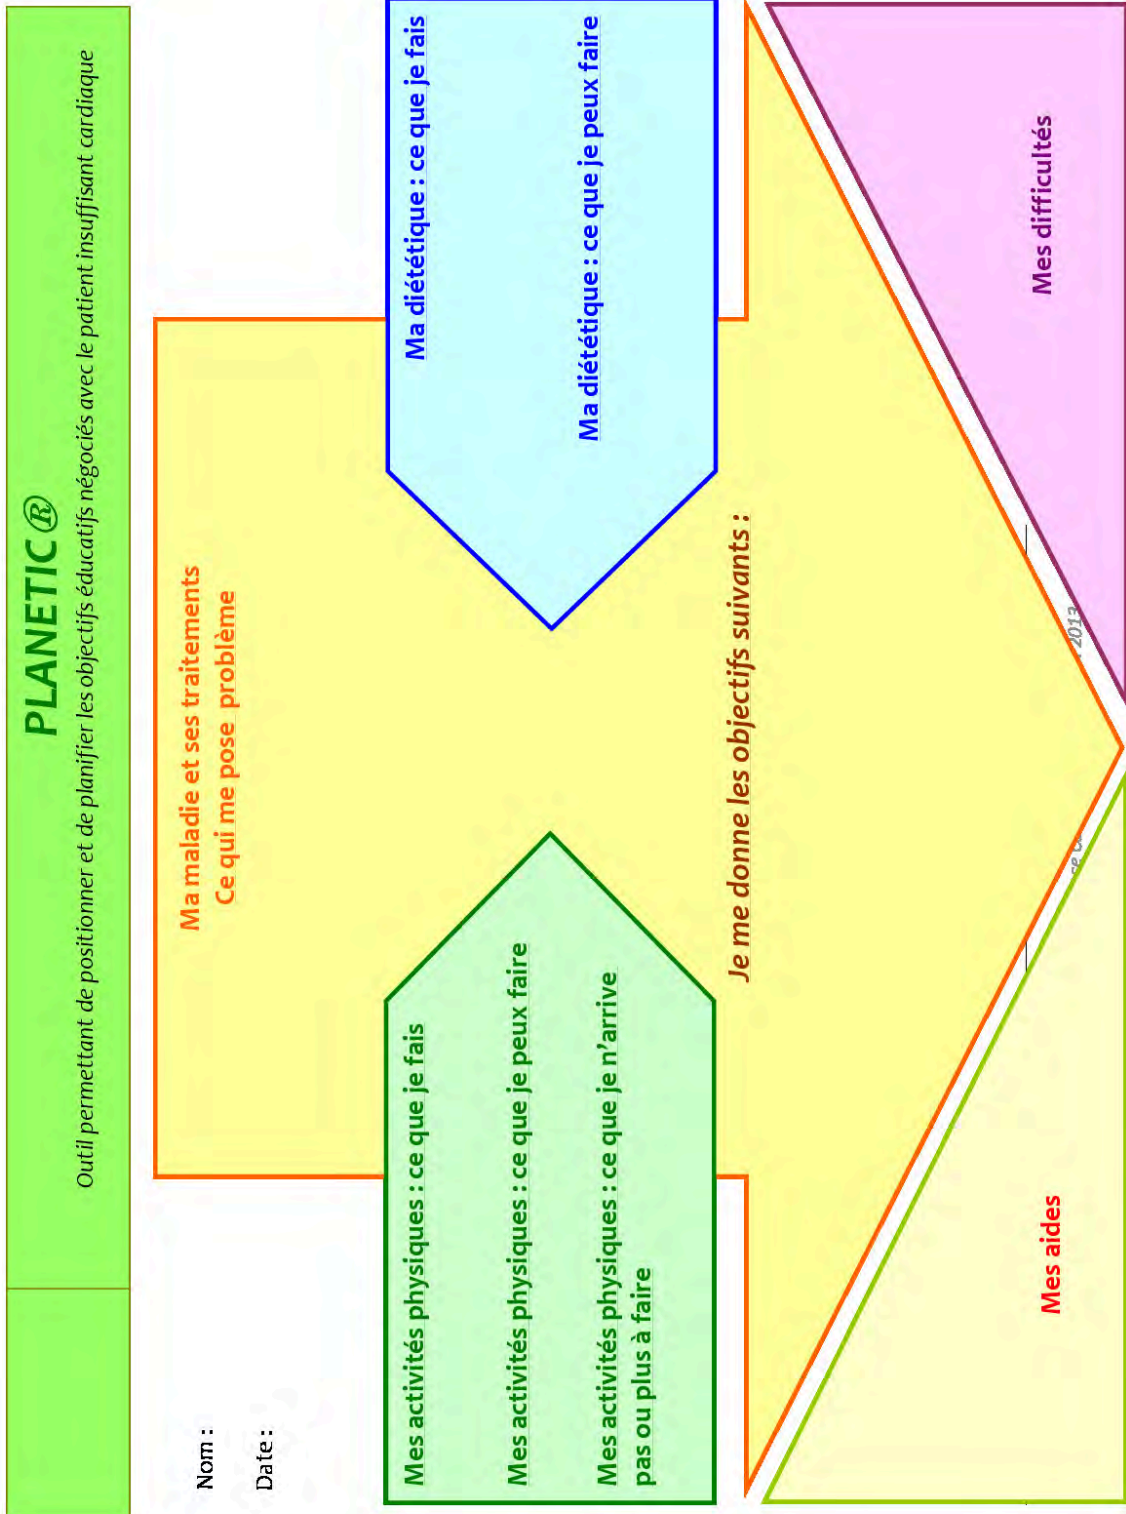 PLANETIC®
Outil permettant de positionner et de planifier les objectifs éducatifs négociés avec le patient insuffisant cardiaque
Nom :
Date :
Ma maladie et ses traitements
Ce qui me pose problème
Mes activités physiques : ce que je fais
Mes activités physiques : ce que je peux faire
Mes activités physiques : ce que je n’arrive
pas ou plus à faire
Ma diététique : ce que je fais
Ma diététique : ce que je peux faire
Je me donne les objectifs suivants :
Mes aides
Mes difficultés
2013